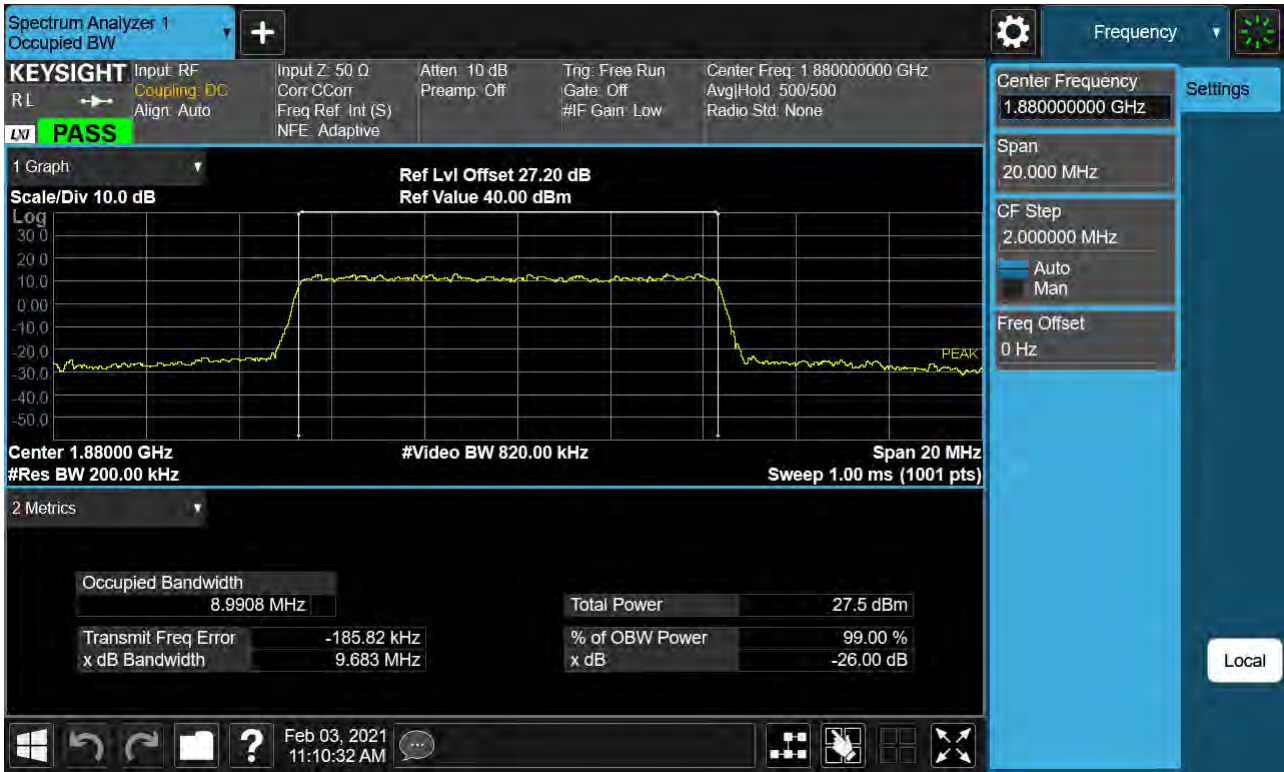 Spectrum Analyzer 1
Occupied BW
Frequency
KEYSIGHT
R L
LXI
PASS
Input: RF
Coupling: DC
Align: Auto
Input Z: 50 Ω
Corr CCorr
Freq Ref: Int (S)
NFE: Adaptive
Atten: 10 dB
Preamp: Off
Trig: Free Run
Gate: Off
#IF Gain: Low
Center Freq: 1.880000000 GHz
Avg|Hold: 500/500
Radio Std: None
Center Frequency
1.880000000 GHz
Settings
Span
20.000 MHz
CF Step
2.000000 MHz
Auto
Man
Freq Offset
0 Hz
1 Graph
Scale/Div 10.0 dB
Ref Lvl Offset 27.20 dB
Ref Value 40.00 dBm
Log
30.0
20.0
10.0
0.00
-10.0
-20.0
-30.0
-40.0
-50.0
PEAK
Center 1.88000 GHz
#Video BW 820.00 kHz
Span 20 MHz
#Res BW 200.00 kHz
Sweep 1.00 ms (1001 pts)
2 Metrics
Occupied Bandwidth
8.9908 MHz
Total Power 27.5 dBm
Transmit Freq Error -185.82 kHz
% of OBW Power 99.00 %
x dB Bandwidth 9.683 MHz
x dB -26.00 dB
Local
Feb 03, 2021
11:10:32 AM